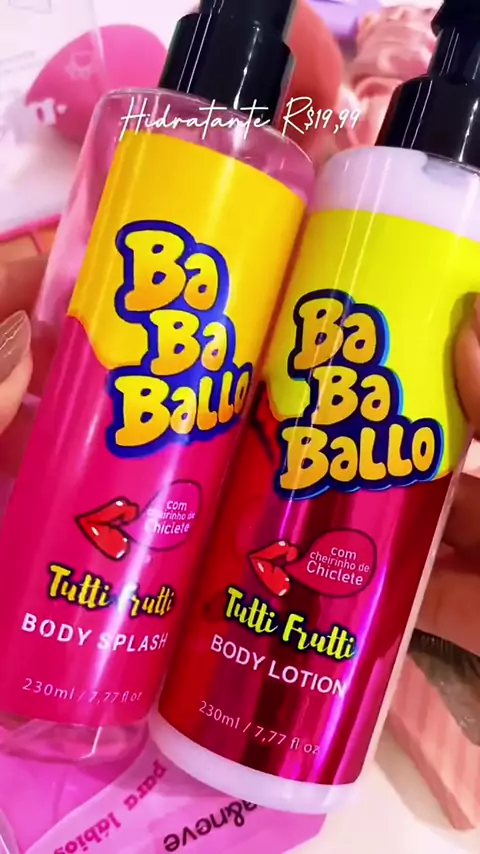 Hidratante R$19,99
Ba
Ba
BaLLO
com
cheirinho de
Chiclete
Tutti Frutti
BODY SPLASH
230ml / 7,77 fl oz
Ba
Ba
BaLLO
com
cheirinho de
Chiclete
Tutti Frutti
BODY LOTION
230ml / 7,77 fl oz
para lábios
a&neve